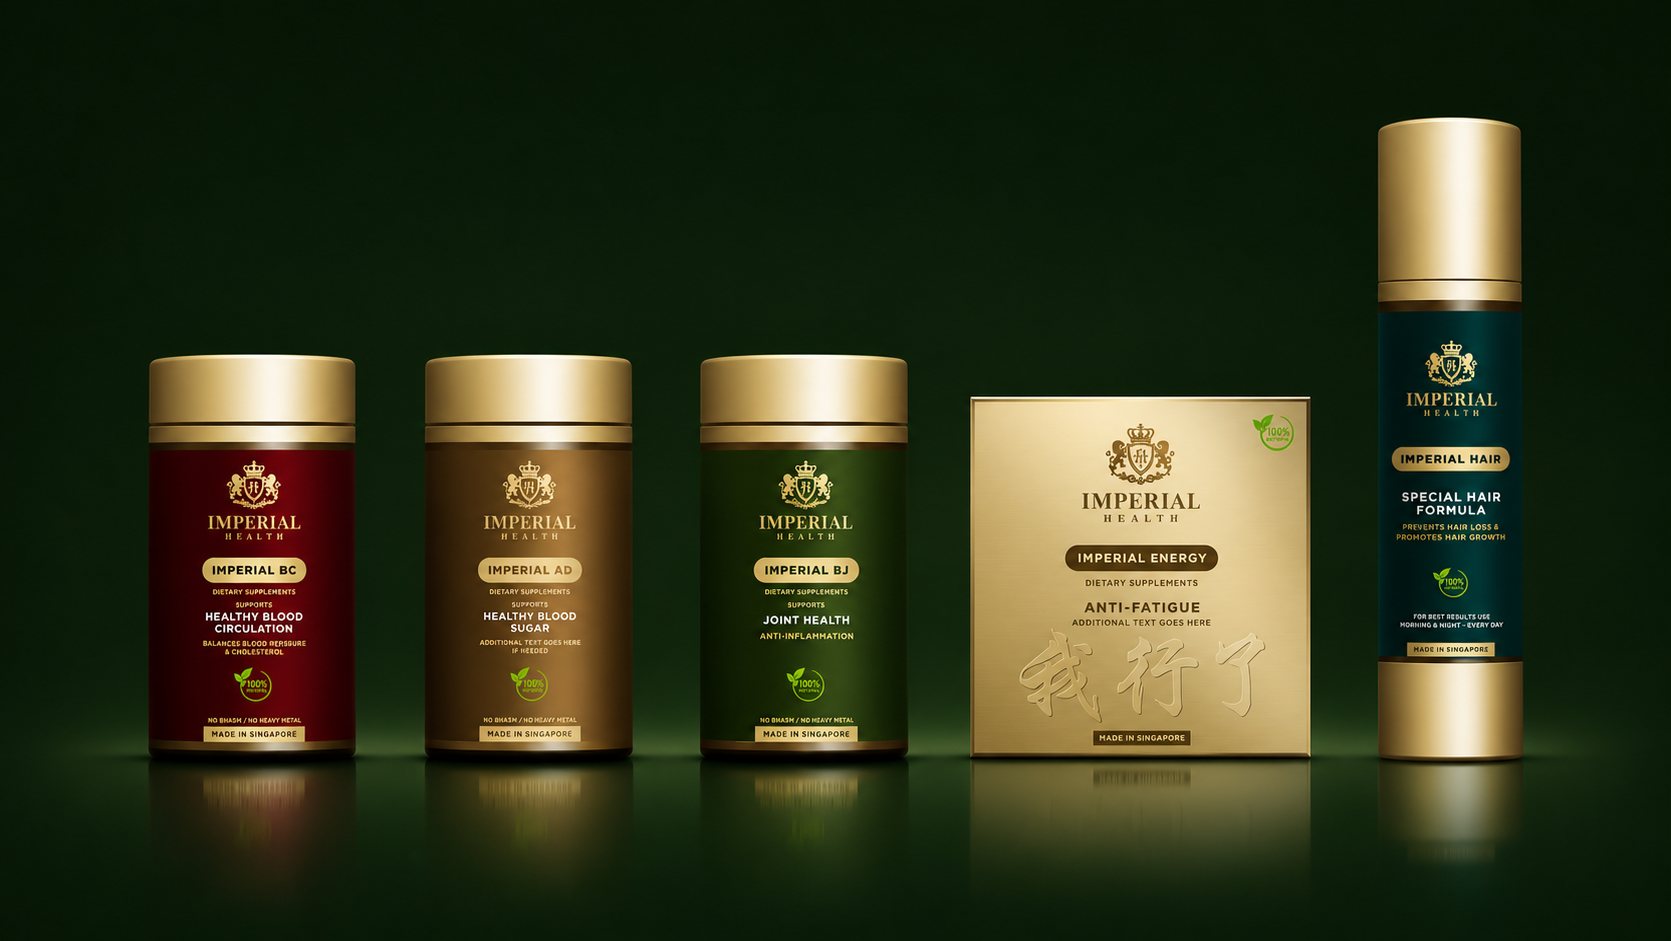 IMPERIAL
HEALTH
IMPERIAL BC
DIETARY SUPPLEMENTS
SUPPORTS
HEALTHY BLOOD
CIRCULATION
BALANCES BLOOD PERSSURE
& CHOLESTEROL
100%
NO BHASM / NO HEAVY METAL
MADE IN SINGAPORE
IMPERIAL
HEALTH
IMPERIAL AD
DIETARY SUPPLEMENTS
SUPPORTS
HEALTHY BLOOD
SUGAR
ADDITIONAL TEXT GOES HERE
IF NEEDED
100%
NO BHASM / NO HEAVY METAL
MADE IN SINGAPORE
IMPERIAL
HEALTH
IMPERIAL BJ
DIETARY SUPPLEMENTS
SUPPORTS
JOINT HEALTH
ANTI-INFLAMMATION
100%
NO BHASM / NO HEAVY METAL
MADE IN SINGAPORE
100%
IMPERIAL
HEALTH
IMPERIAL ENERGY
DIETARY SUPPLEMENTS
ANTI-FATIGUE
ADDITIONAL TEXT GOES HERE
我行了
MADE IN SINGAPORE
IMPERIAL
HEALTH
IMPERIAL HAIR
SPECIAL HAIR
FORMULA
PREVENTS HAIR LOSS &
PROMOTES HAIR GROWTH
100%
FOR BEST RESULTS USE
MORNING & NIGHT - EVERY DAY
MADE IN SINGAPORE